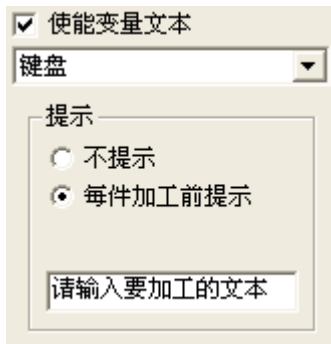 使能变量文本
键盘
提示
不提示
每件加工前提示
请输入要加工的文本